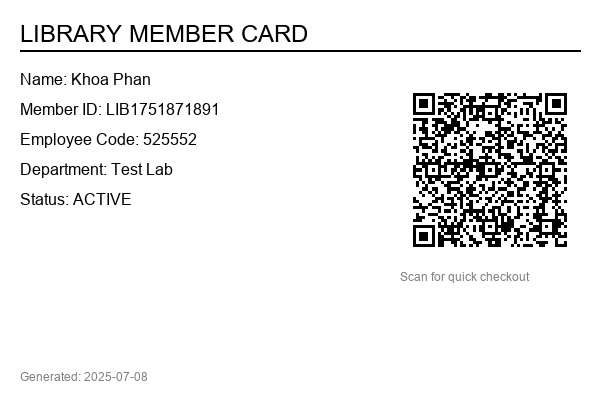 LIBRARY MEMBER CARD
Name: Khoa Phan
Member ID: LIB1751871891
Employee Code: 525552
Department: Test Lab
Status: ACTIVE
Scan for quick checkout
Generated: 2025-07-08